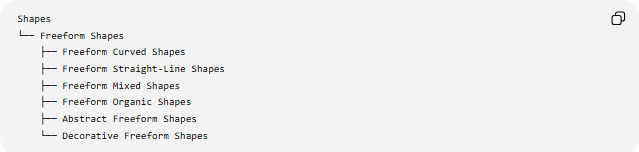 Shapes
└── Freeform Shapes
    ├── Freeform Curved Shapes
    ├── Freeform Straight-Line Shapes
    ├── Freeform Mixed Shapes
    ├── Freeform Organic Shapes
    ├── Abstract Freeform Shapes
    └── Decorative Freeform Shapes